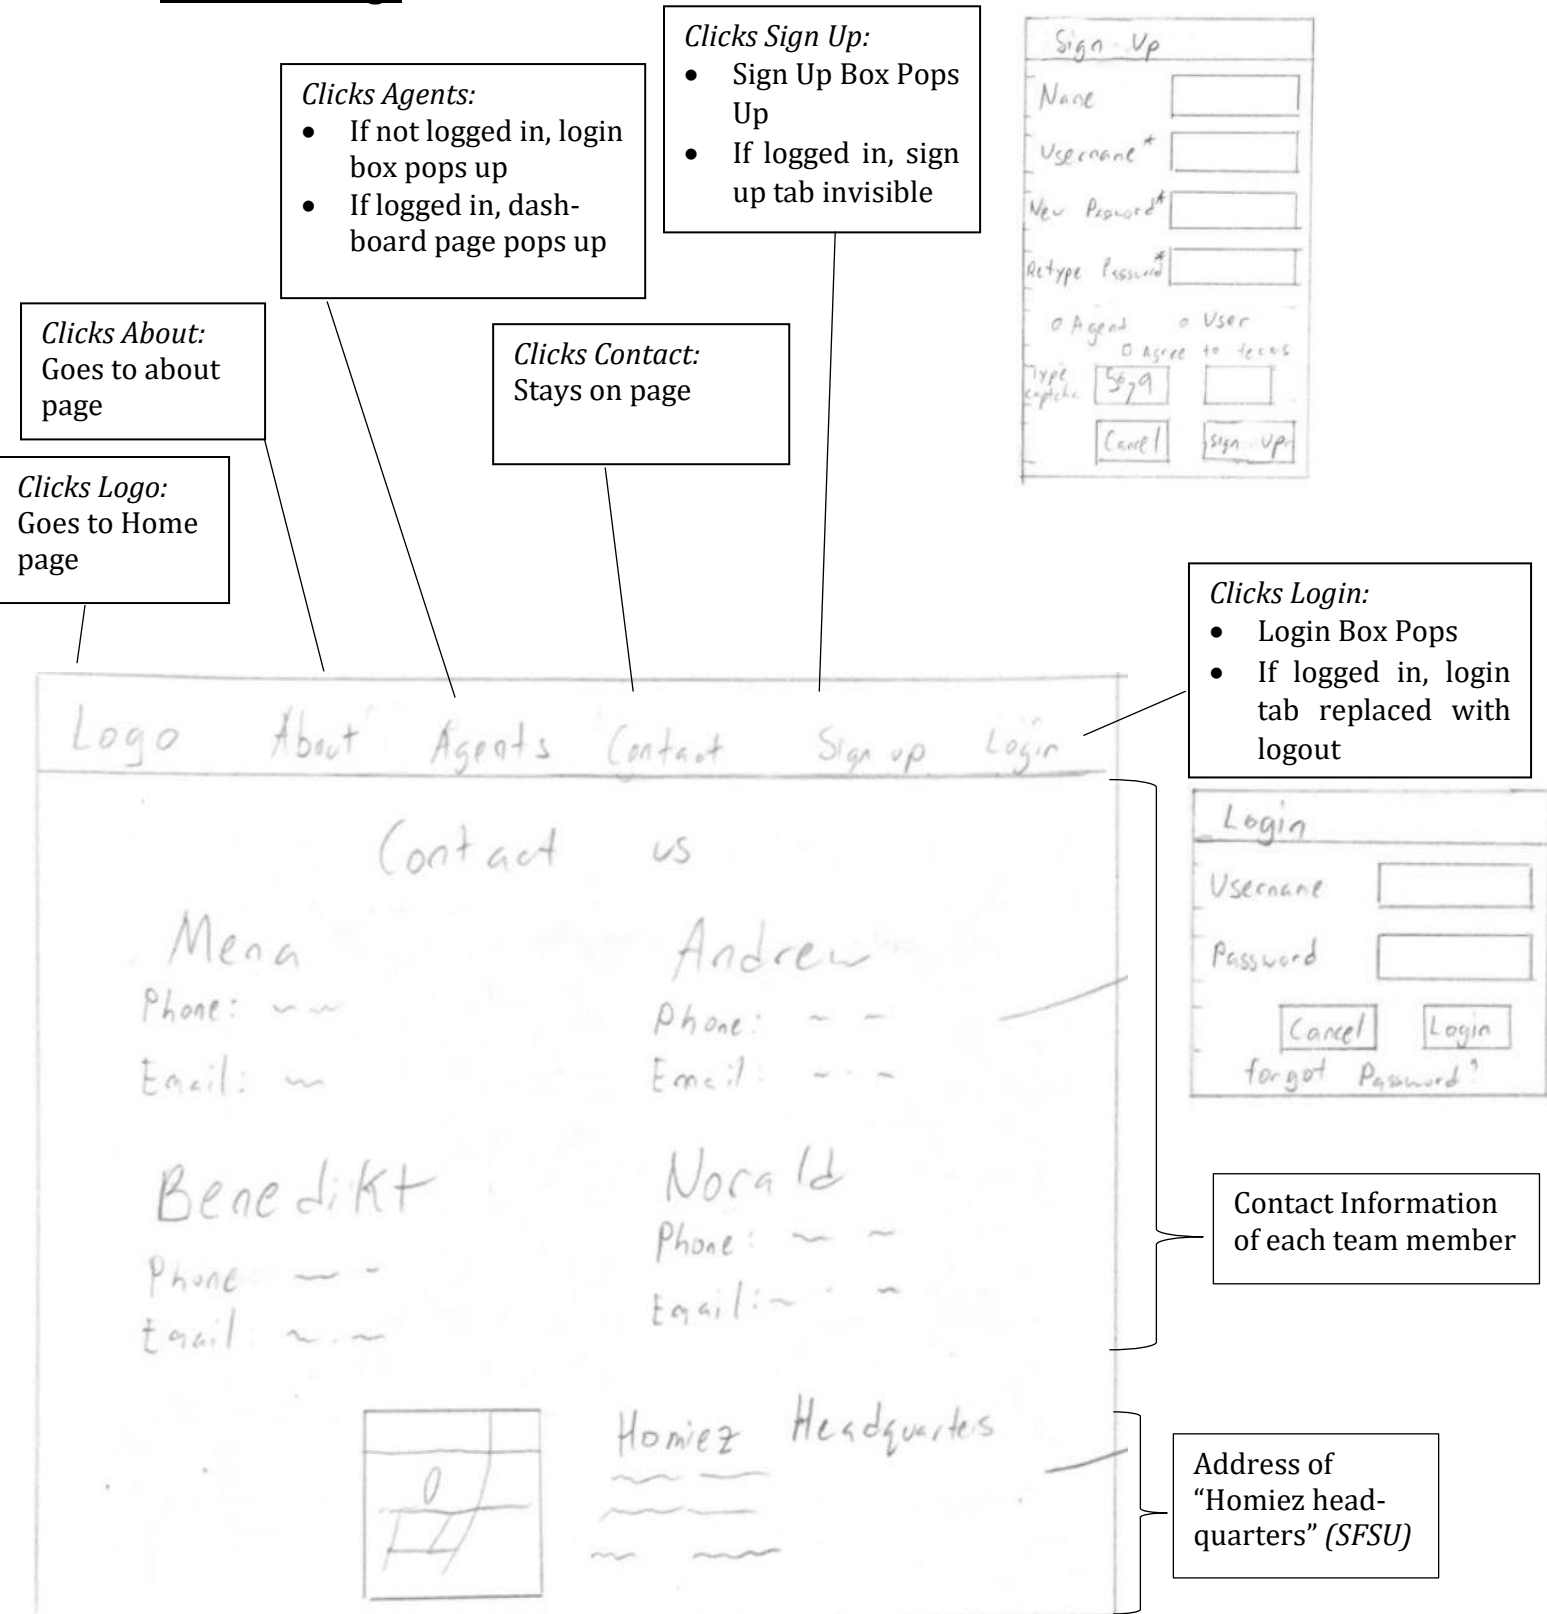 Clicks Sign Up:
• Sign Up Box Pops
Up
• If logged in, sign
up tab invisible
Clicks Agents:
• If not logged in, login
box pops up
• If logged in, dash-
board page pops up
Clicks About:
Goes to about
page
Clicks Contact:
Stays on page
Clicks Logo:
Goes to Home
page
Sign-Up
Name
Username*
New Password*
Retype Password*
Agent User
Agree to terms
Type
captcha
5679
Cancel Sign Up
Clicks Login:
• Login Box Pops
• If logged in, login
tab replaced with
logout
Logo About Agents Contact Sign up Login
Contact us
Mena
Phone:
Email:
Andrew
Phone:
Email:
Benedikt
Phone:
Email:
Norald
Phone:
Email:
Homiez Headquarters
Login
Username
Password
Cancel Login
forgot Password?
Contact Information
of each team member
Address of
“Homiez head-
quarters” (SFSU)